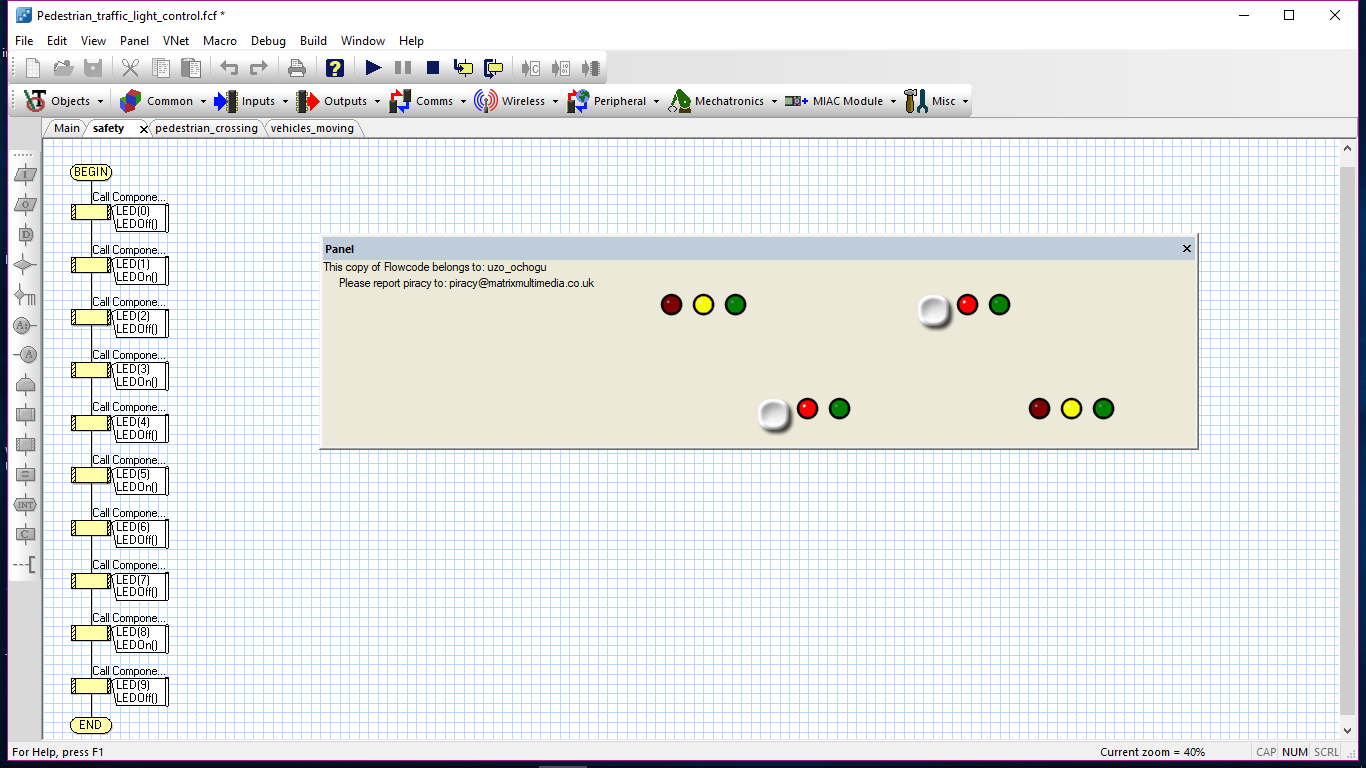 Pedestrian_traffic_light_control.fcf *
File Edit View Panel VNet Macro Debug Build Window Help
Objects Common Inputs Outputs Comms Wireless Peripheral Mechatronics MIAC Module Misc
Main safety pedestrian_crossing vehicles_moving
BEGIN
Call Compone...
LED(0)
LEDOff()
Call Compone...
LED(1)
LEDOn()
Call Compone...
LED(2)
LEDOff()
Call Compone...
LED(3)
LEDOn()
Call Compone...
LED(4)
LEDOff()
Call Compone...
LED(5)
LEDOn()
Call Compone...
LED(6)
LEDOff()
Call Compone...
LED(7)
LEDOff()
Call Compone...
LED(8)
LEDOn()
Call Compone...
LED(9)
LEDOff()
END
Panel
This copy of Flowcode belongs to: uzo_ochogu
Please report piracy to: piracy@matrixmultimedia.co.uk
For Help, press F1
Current zoom = 40%
CAP NUM SCRL